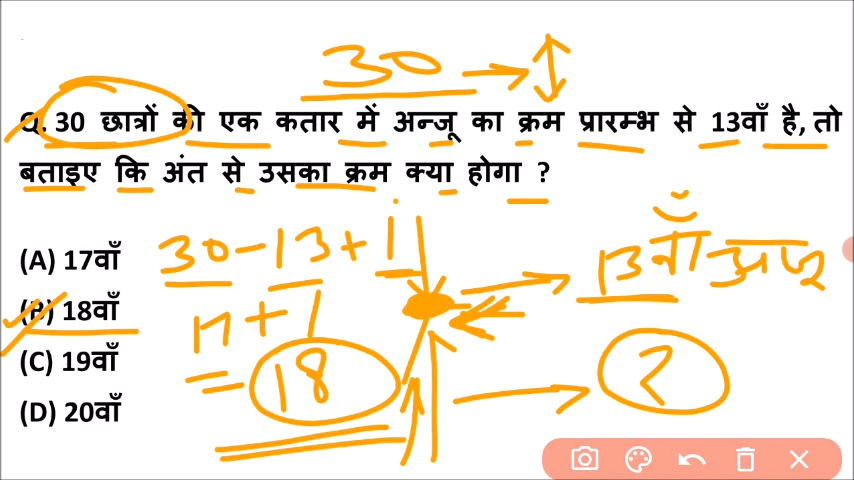 30
Q. 30 छात्रों की एक कतार में अन्जू का क्रम प्रारम्भ से 13वाँ है, तो
बताइए कि अंत से उसका क्रम क्या होगा ?
(A) 17वाँ
30-13+1
13 वाँ अन्जू
(B) 18वाँ
17+1
(C) 19वाँ
18
?
(D) 20वाँ